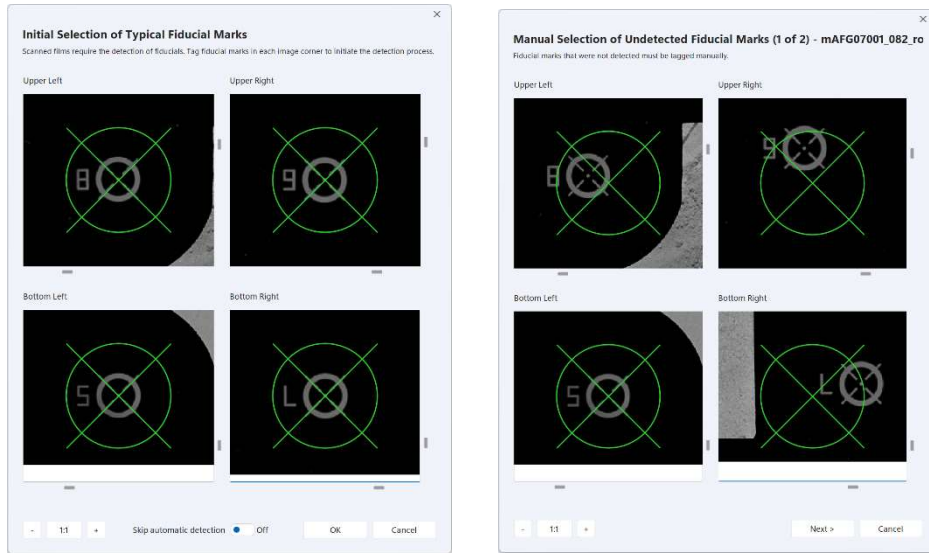 Initial Selection of Typical Fiducial Marks
Scanned films require the detection of fiducials. Tag fiducial marks in each image corner to initiate the detection process.
Upper Left
Upper Right
8
9
Bottom Left
Bottom Right
5
L
- 1:1 +
Skip automatic detection Off
OK
Cancel
Manual Selection of Undetected Fiducial Marks (1 of 2) - mAFG07001_082_ro
Fiducial marks that were not detected must be tagged manually.
Upper Left
Upper Right
8
9
Bottom Left
Bottom Right
5
L
- 1:1 +
Next >
Cancel